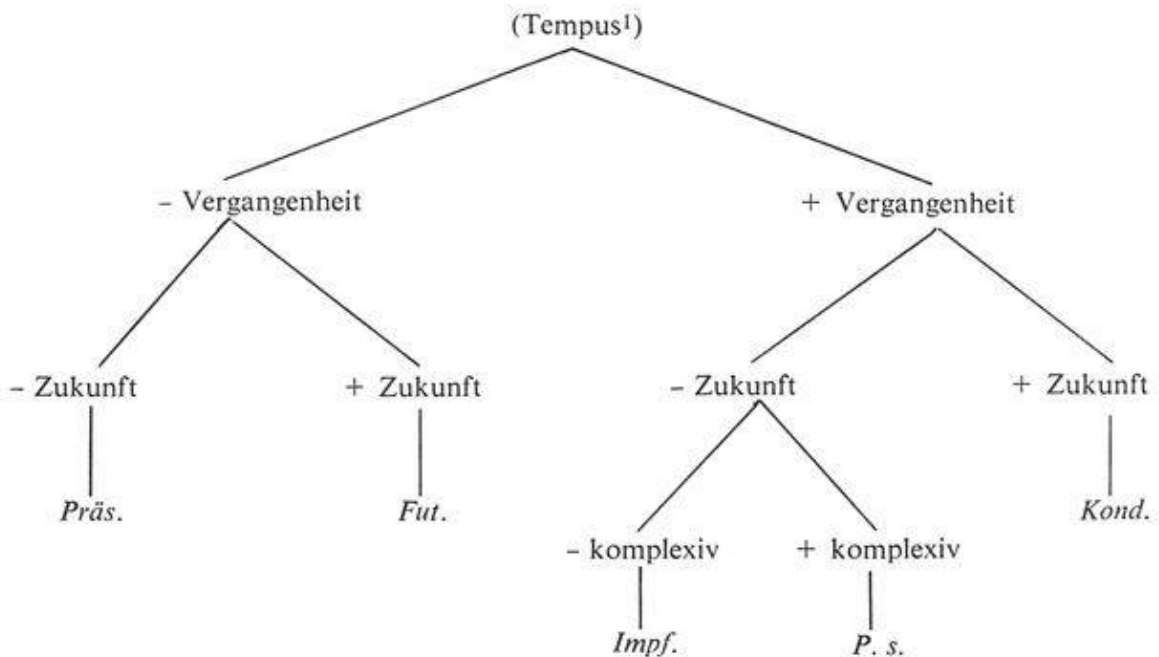 (Tempus¹)
– Vergangenheit + Vergangenheit
– Zukunft + Zukunft – Zukunft + Zukunft
Präs. Fut. Kond.
– komplexiv + komplexiv
Impf. P. s.